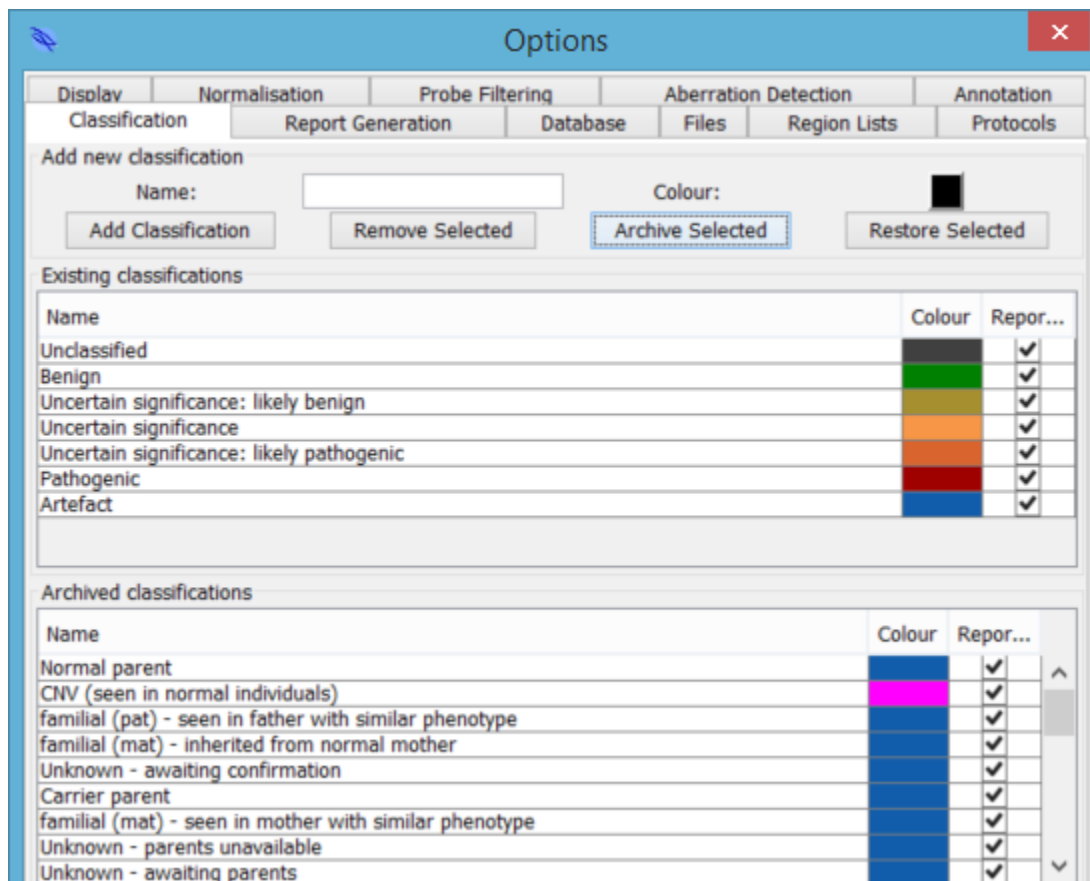 Options
Display Normalisation Probe Filtering Aberration Detection Annotation
Classification Report Generation Database Files Region Lists Protocols
Add new classification
Name: Colour:
Add Classification Remove Selected Archive Selected Restore Selected
Existing classifications
Name Colour Repor...
Unclassified
Benign
Uncertain significance: likely benign
Uncertain significance
Uncertain significance: likely pathogenic
Pathogenic
Artefact
Archived classifications
Name Colour Repor...
Normal parent
CNV (seen in normal individuals)
familial (pat) - seen in father with similar phenotype
familial (mat) - inherited from normal mother
Unknown - awaiting confirmation
Carrier parent
familial (mat) - seen in mother with similar phenotype
Unknown - parents unavailable
Unknown - awaiting parents